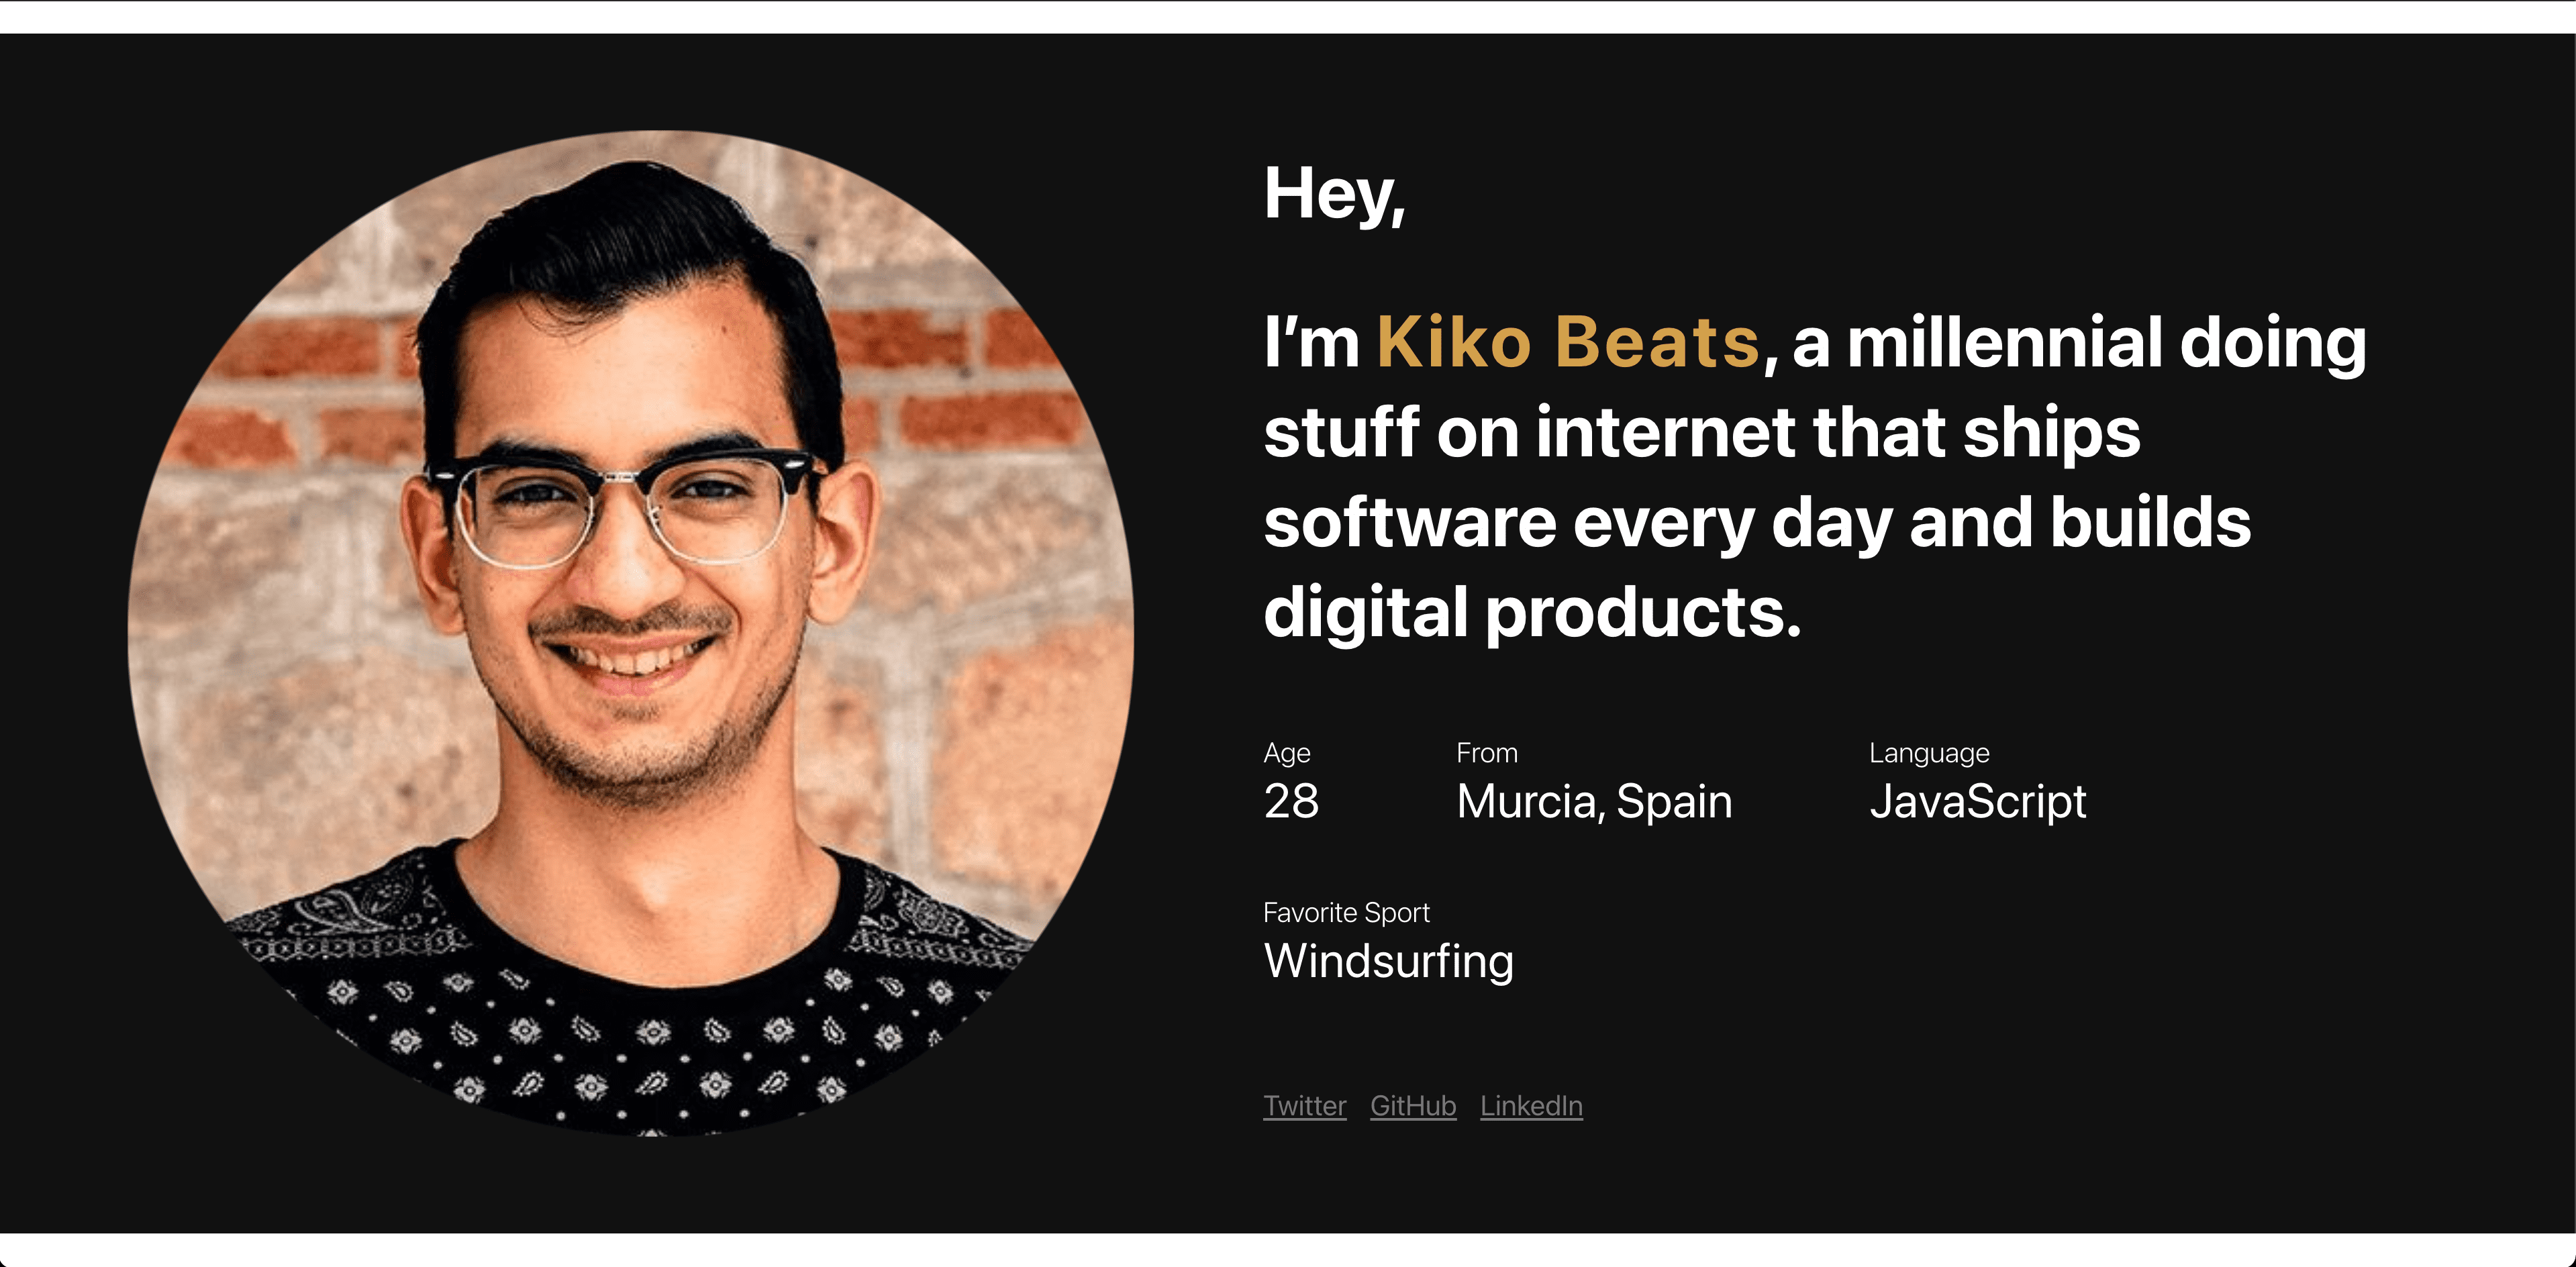 Hey,
I’m Kiko Beats, a millennial doing
stuff on internet that ships
software every day and builds
digital products.
Age
28
From
Murcia, Spain
Language
JavaScript
Favorite Sport
Windsurfing
Twitter GitHub LinkedIn